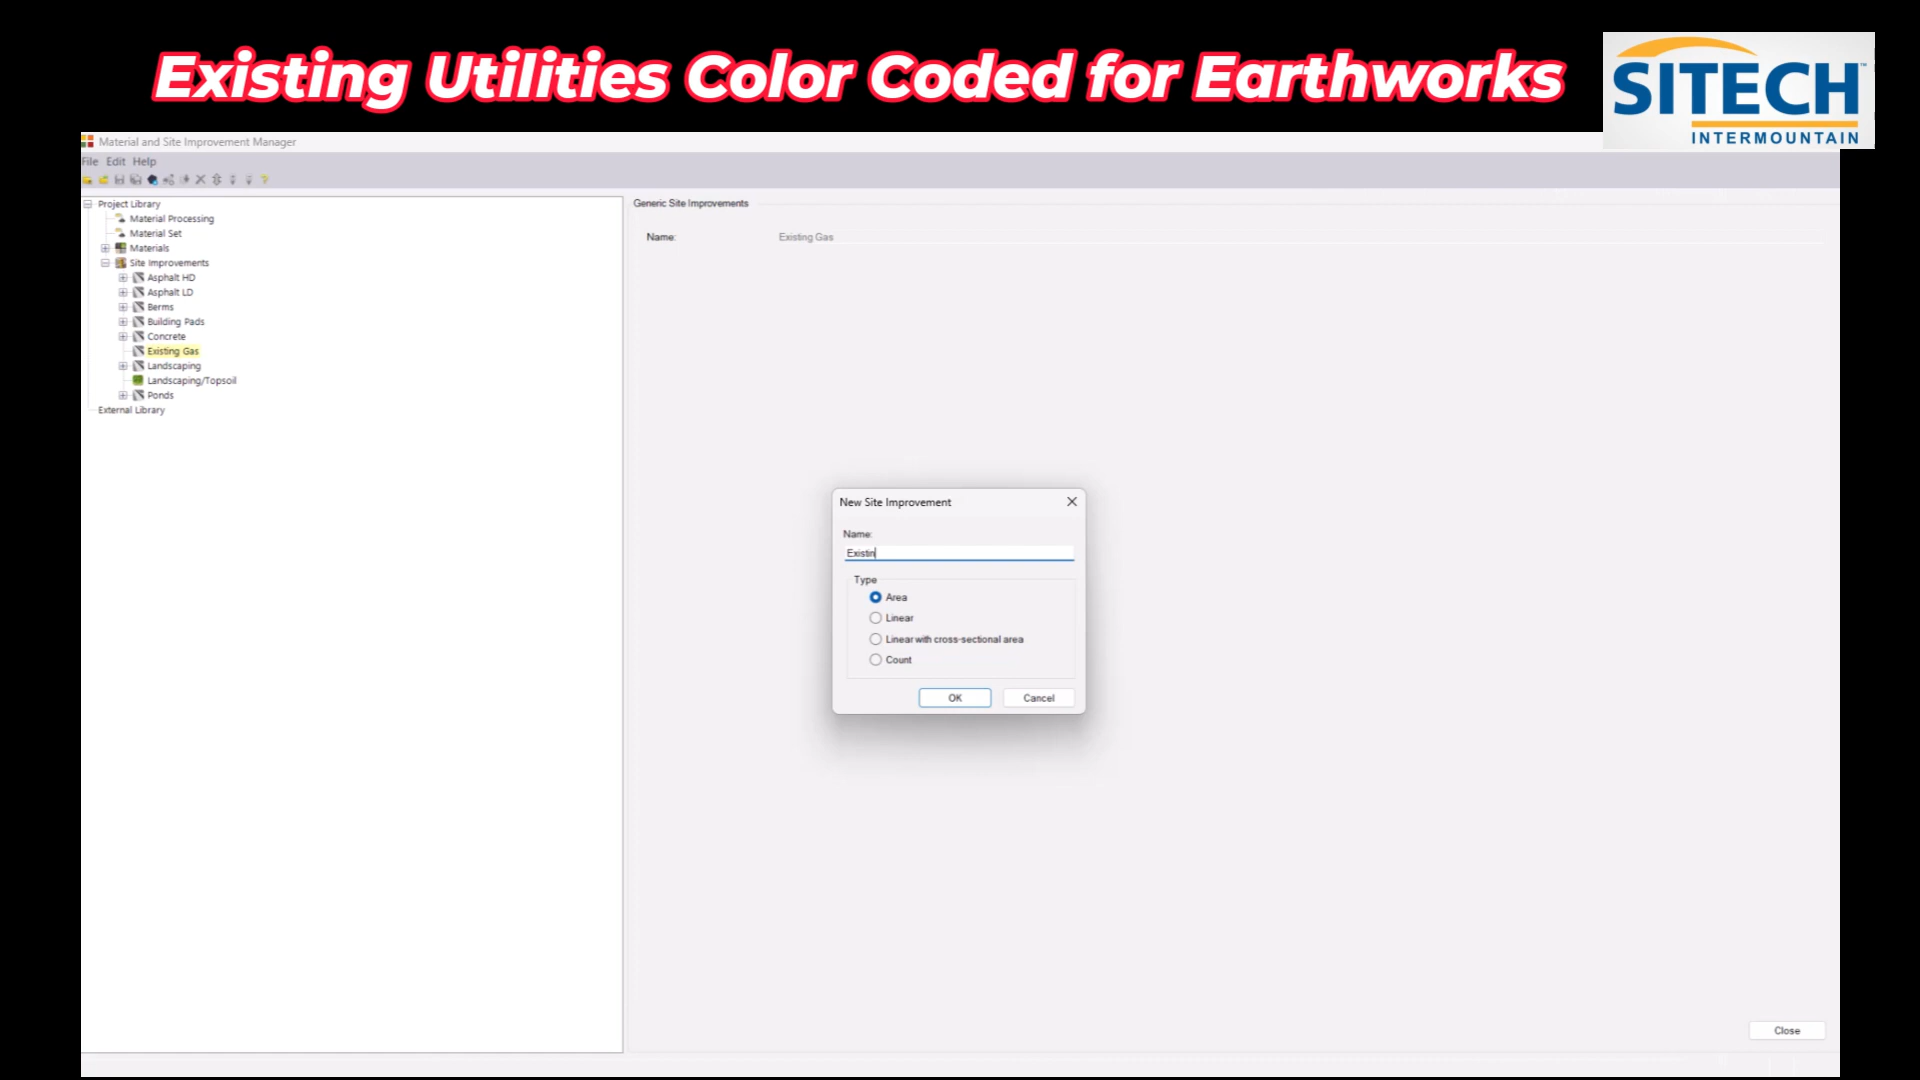 Existing Utilities Color Coded for Earthworks
SITECH™
INTERMOUNTAIN
Material and Site Improvement Manager
File Edit Help
Project Library
Material Processing
Material Set
Materials
Site Improvements
Asphalt HD
Asphalt LD
Berms
Building Pads
Concrete
Existing Gas
Landscaping
Landscaping/Topsoil
Ponds
External Library
Generic Site Improvements
Name: Existing Gas
New Site Improvement
Name:
Existin
Type
Area
Linear
Linear with cross-sectional area
Count
OK Cancel
Close